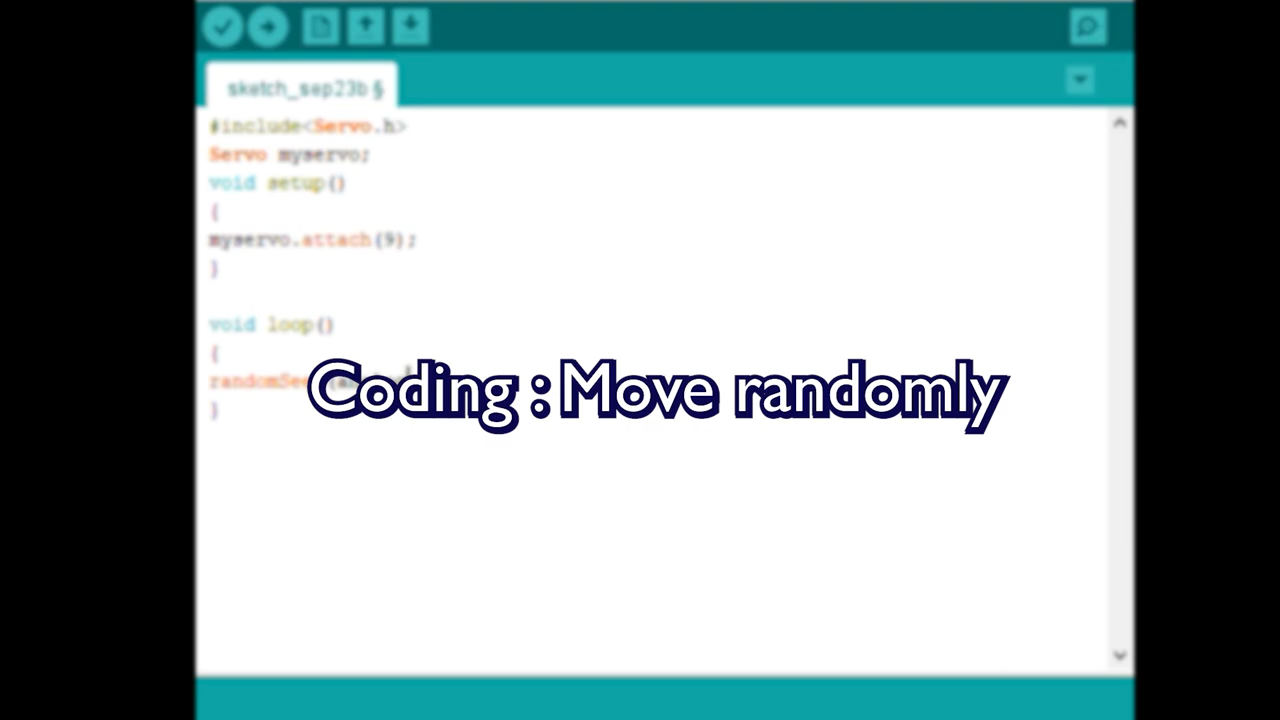 sketch_sep23b §
#include<Servo.h>
Servo myservo;
void setup()
{
myservo.attach(9);
}
void loop()
{
Coding : Move randomly
}